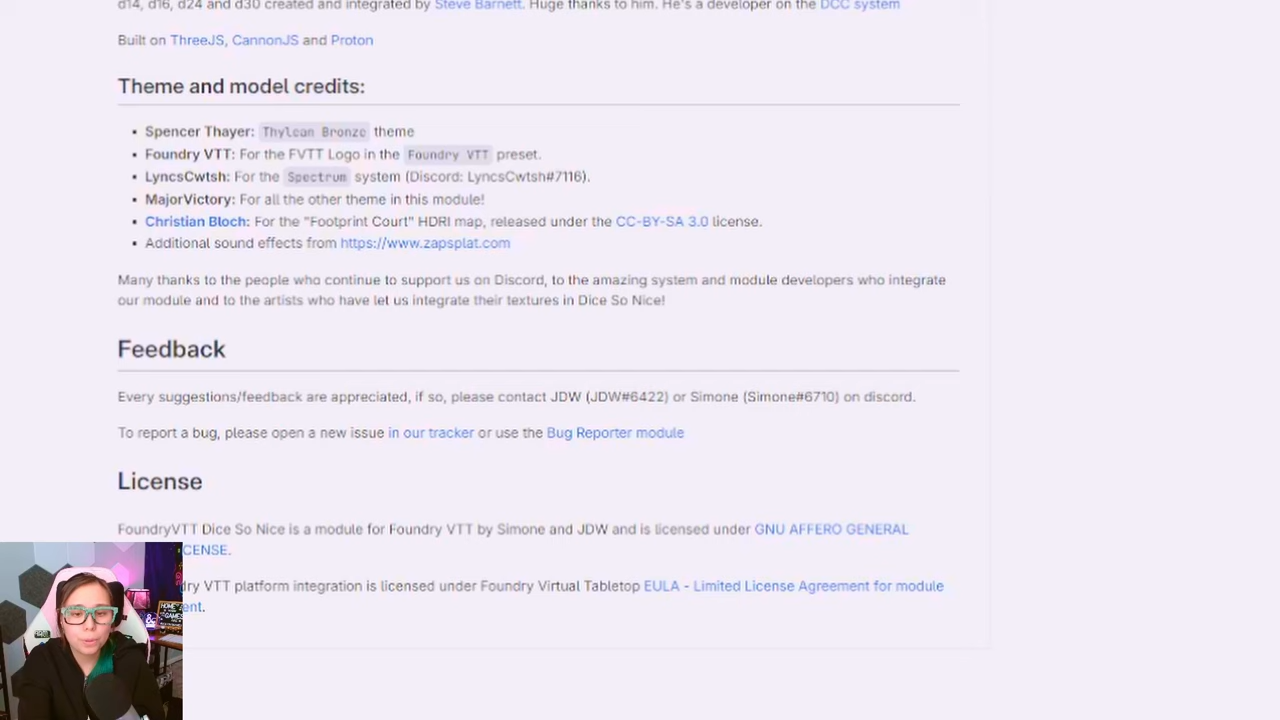 d14, d16, d24 and d30 created and integrated by Steve Barnett. Huge thanks to him. He's a developer on the DCC system
Built on ThreeJS, CannonJS and Proton
Theme and model credits:
Spencer Thayer: Thylean Bronze theme
Foundry VTT: For the FVTT Logo in the Foundry VTT preset.
LyncsCwtsh: For the Spectrum system (Discord: LyncsCwtsh#7116).
MajorVictory: For all the other theme in this module!
Christian Bloch: For the "Footprint Court" HDRI map, released under the CC-BY-SA 3.0 license.
Additional sound effects from https://www.zapsplat.com
Many thanks to the people who continue to support us on Discord, to the amazing system and module developers who integrate
our module and to the artists who have let us integrate their textures in Dice So Nice!
Feedback
Every suggestions/feedback are appreciated, if so, please contact JDW (JDW#6422) or Simone (Simone#6710) on discord.
To report a bug, please open a new issue in our tracker or use the Bug Reporter module
License
FoundryVTT Dice So Nice is a module for Foundry VTT by Simone and JDW and is licensed under GNU AFFERO GENERAL
CENSE.
dry VTT platform integration is licensed under Foundry Virtual Tabletop EULA - Limited License Agreement for module
ent.